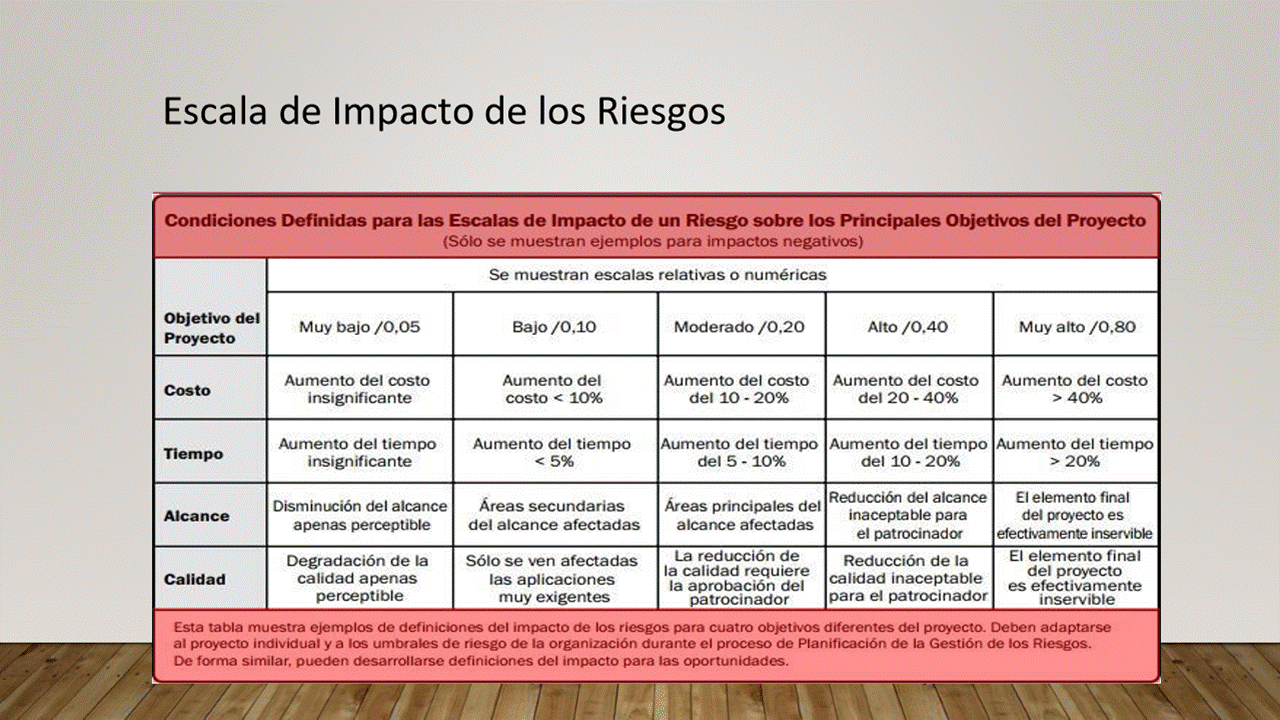 Escala de Impacto de los Riesgos
Condiciones Definidas para las Escalas de Impacto de un Riesgo sobre los Principales Objetivos del Proyecto
(Sólo se muestran ejemplos para impactos negativos)
Se muestran escalas relativas o numéricas
Objetivo del
Proyecto
Muy bajo /0,05
Bajo /0,10
Moderado /0,20
Alto /0,40
Muy alto /0,80
Costo
Aumento del costo
insignificante
Aumento del
costo < 10%
Aumento del costo
del 10 - 20%
Aumento del costo
del 20 - 40%
Aumento del costo
> 40%
Tiempo
Aumento del tiempo
insignificante
Aumento del tiempo
< 5%
Aumento del tiempo
del 5 - 10%
Aumento del tiempo
del 10 - 20%
Aumento del tiempo
> 20%
Alcance
Disminución del alcance
apenas perceptible
Áreas secundarias
del alcance afectadas
Áreas principales del
alcance afectadas
Reducción del alcance
inaceptable para
el patrocinador
El elemento final
del proyecto es
efectivamente inservible
Calidad
Degradación de la
calidad apenas
perceptible
Sólo se ven afectadas
las aplicaciones
muy exigentes
La reducción de
la calidad requiere
la aprobación del
patrocinador
Reducción de la
calidad inaceptable
para el patrocinador
El elemento final
del proyecto
es efectivamente
inservible
Esta tabla muestra ejemplos de definiciones del impacto de los riesgos para cuatro objetivos diferentes del proyecto. Deben adaptarse
al proyecto individual y a los umbrales de riesgo de la organización durante el proceso de Planificación de la Gestión de los Riesgos.
De forma similar, pueden desarrollarse definiciones del impacto para las oportunidades.